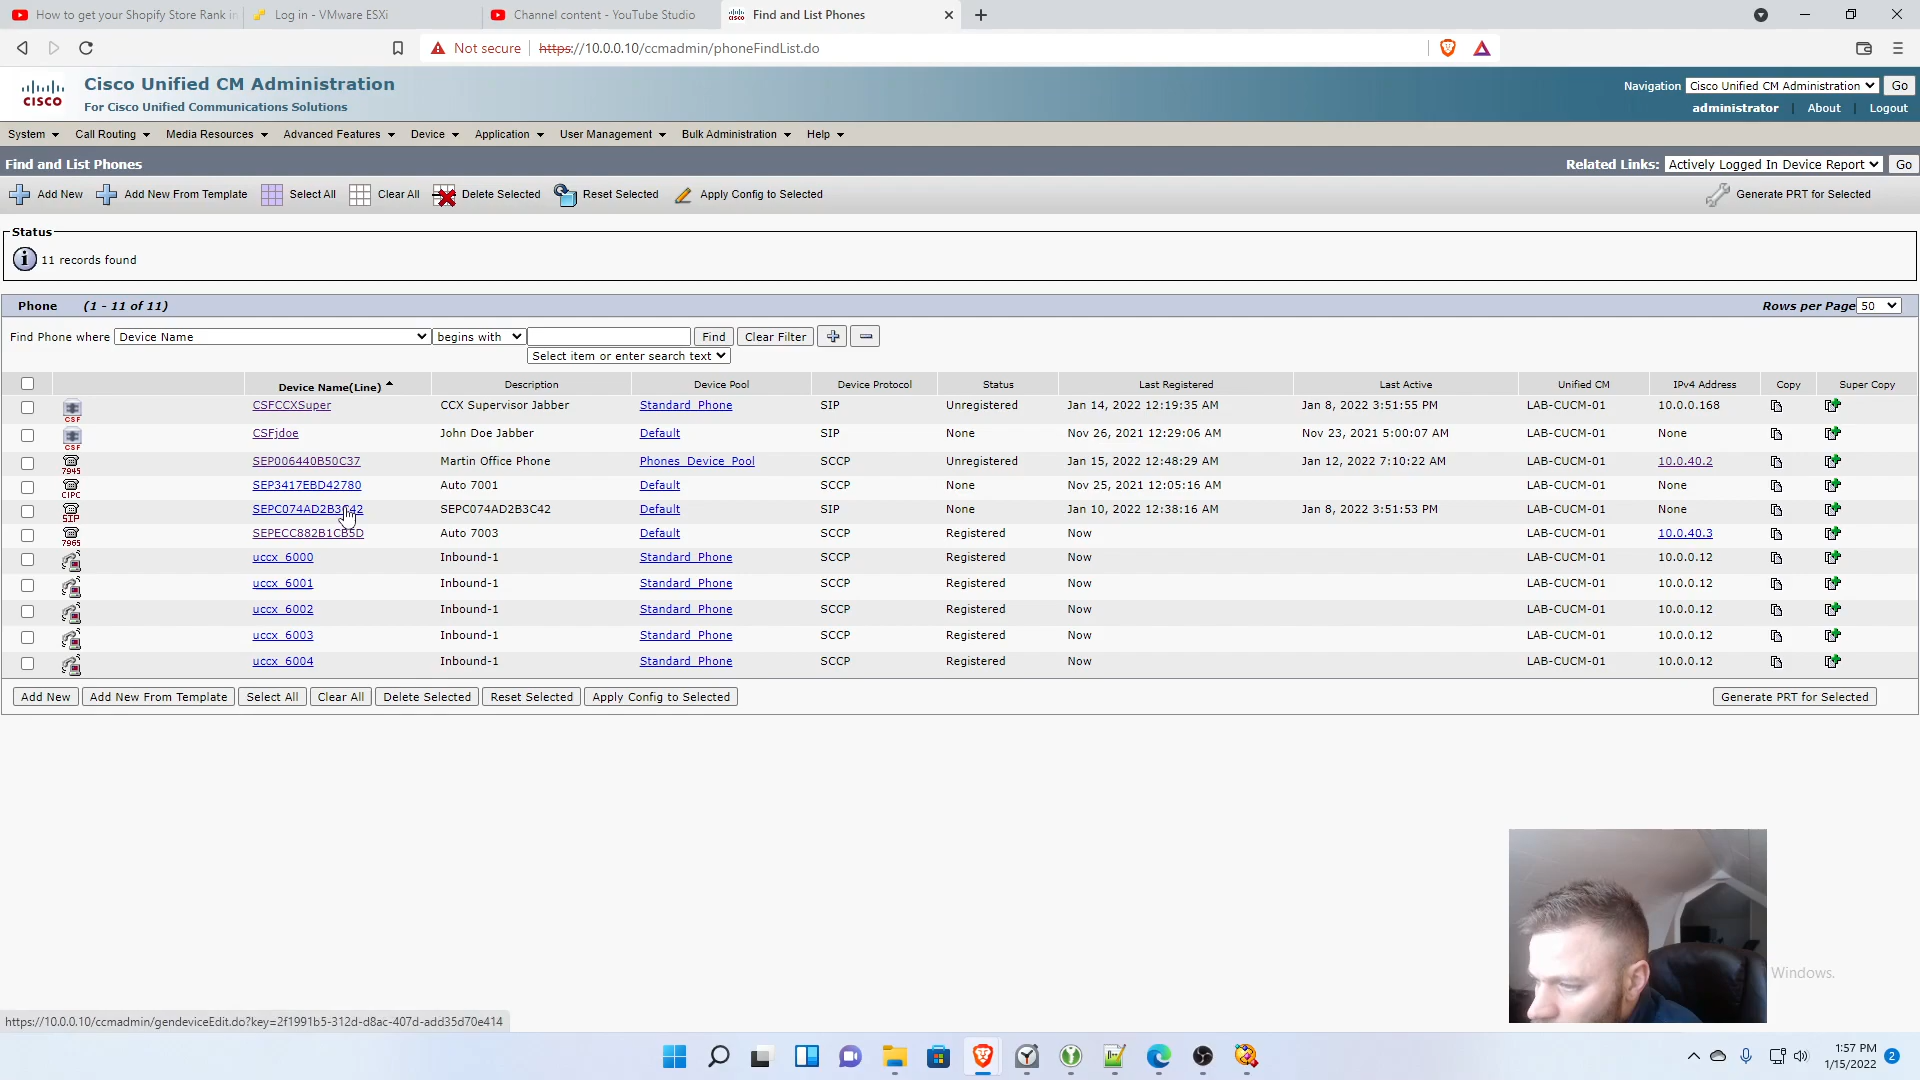 How to get your Shopify Store Rank in
Log in - VMware ESXi
Channel content - YouTube Studio
Find and List Phones
Not secure
https://10.0.0.10/ccmadmin/phoneFindList.do
CISCO
Cisco Unified CM Administration
For Cisco Unified Communications Solutions
Navigation Cisco Unified CM Administration Go
administrator | About | Logout
System Call Routing Media Resources Advanced Features Device Application User Management Bulk Administration Help
Find and List Phones
Related Links: Actively Logged In Device Report Go
Add New Add New From Template Select All Clear All Delete Selected Reset Selected Apply Config to Selected Generate PRT for Selected
Status
11 records found
Phone (1 - 11 of 11) Rows per Page 50
Find Phone where Device Name begins with Find Clear Filter
Select item or enter search text
Device Name(Line) Description Device Pool Device Protocol Status Last Registered Last Active Unified CM IPv4 Address Copy Super Copy
CSF CSFCCXSuper CCX Supervisor Jabber Standard_Phone SIP Unregistered Jan 14, 2022 12:19:35 AM Jan 8, 2022 3:51:55 PM LAB-CUCM-01 10.0.0.168
CSF CSFjdoe John Doe Jabber Default SIP None Nov 26, 2021 12:29:06 AM Nov 23, 2021 5:00:07 AM LAB-CUCM-01 None
7945 SEP006440B50C37 Martin Office Phone Phones_Device_Pool SCCP Unregistered Jan 15, 2022 12:48:29 AM Jan 12, 2022 7:10:22 AM LAB-CUCM-01 10.0.40.2
CIPC SEP3417EBD42780 Auto 7001 Default SCCP None Nov 25, 2021 12:05:16 AM LAB-CUCM-01 None
SIP SEPC074AD2B3C42 SEPC074AD2B3C42 Default SIP None Jan 10, 2022 12:38:16 AM Jan 8, 2022 3:51:53 PM LAB-CUCM-01 None
7965 SEPECC882B1CB5D Auto 7003 Default SCCP Registered Now LAB-CUCM-01 10.0.40.3
uccx_6000 Inbound-1 Standard_Phone SCCP Registered Now LAB-CUCM-01 10.0.0.12
uccx_6001 Inbound-1 Standard_Phone SCCP Registered Now LAB-CUCM-01 10.0.0.12
uccx_6002 Inbound-1 Standard_Phone SCCP Registered Now LAB-CUCM-01 10.0.0.12
uccx_6003 Inbound-1 Standard_Phone SCCP Registered Now LAB-CUCM-01 10.0.0.12
uccx_6004 Inbound-1 Standard_Phone SCCP Registered Now LAB-CUCM-01 10.0.0.12
Add New Add New From Template Select All Clear All Delete Selected Reset Selected Apply Config to Selected Generate PRT for Selected
Windows.
https://10.0.0.10/ccmadmin/gendeviceEdit.do?key=2f1991b5-312d-d8ac-407d-add35d70e414
1:57 PM
1/15/2022
2